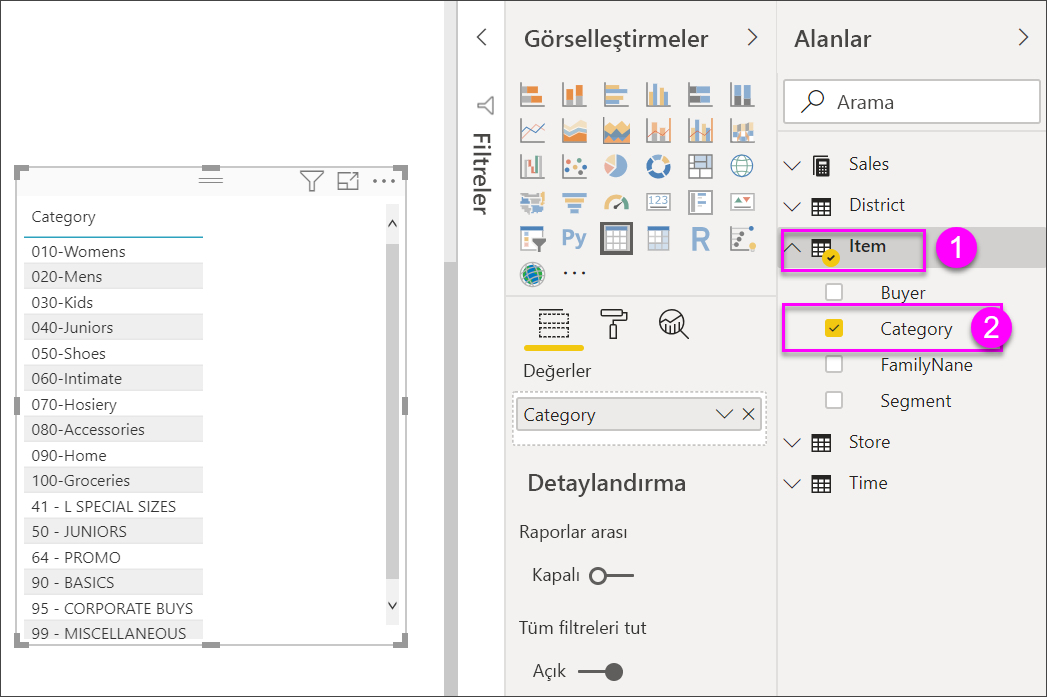 Category
010-Womens
020-Mens
030-Kids
040-Juniors
050-Shoes
060-Intimate
070-Hosiery
080-Accessories
090-Home
100-Groceries
41 - L SPECIAL SIZES
50 - JUNIORS
64 - PROMO
90 - BASICS
95 - CORPORATE BUYS
99 - MISCELLANEOUS
Filtreler
Görselleştirmeler
123
Py
R
Değerler
Category
Detaylandırma
Raporlar arası
Kapalı
Tüm filtreleri tut
Açık
Alanlar
Arama
Sales
District
Item
1
Buyer
Category
2
FamilyNane
Segment
Store
Time